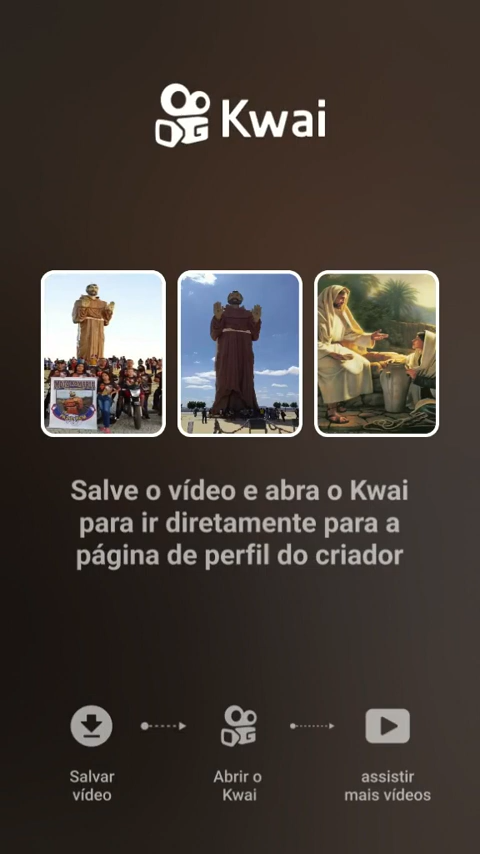 Kwai
Salve o vídeo e abra o Kwai
para ir diretamente para a
página de perfil do criador
Salvar
vídeo
Abrir o
Kwai
assistir
mais vídeos